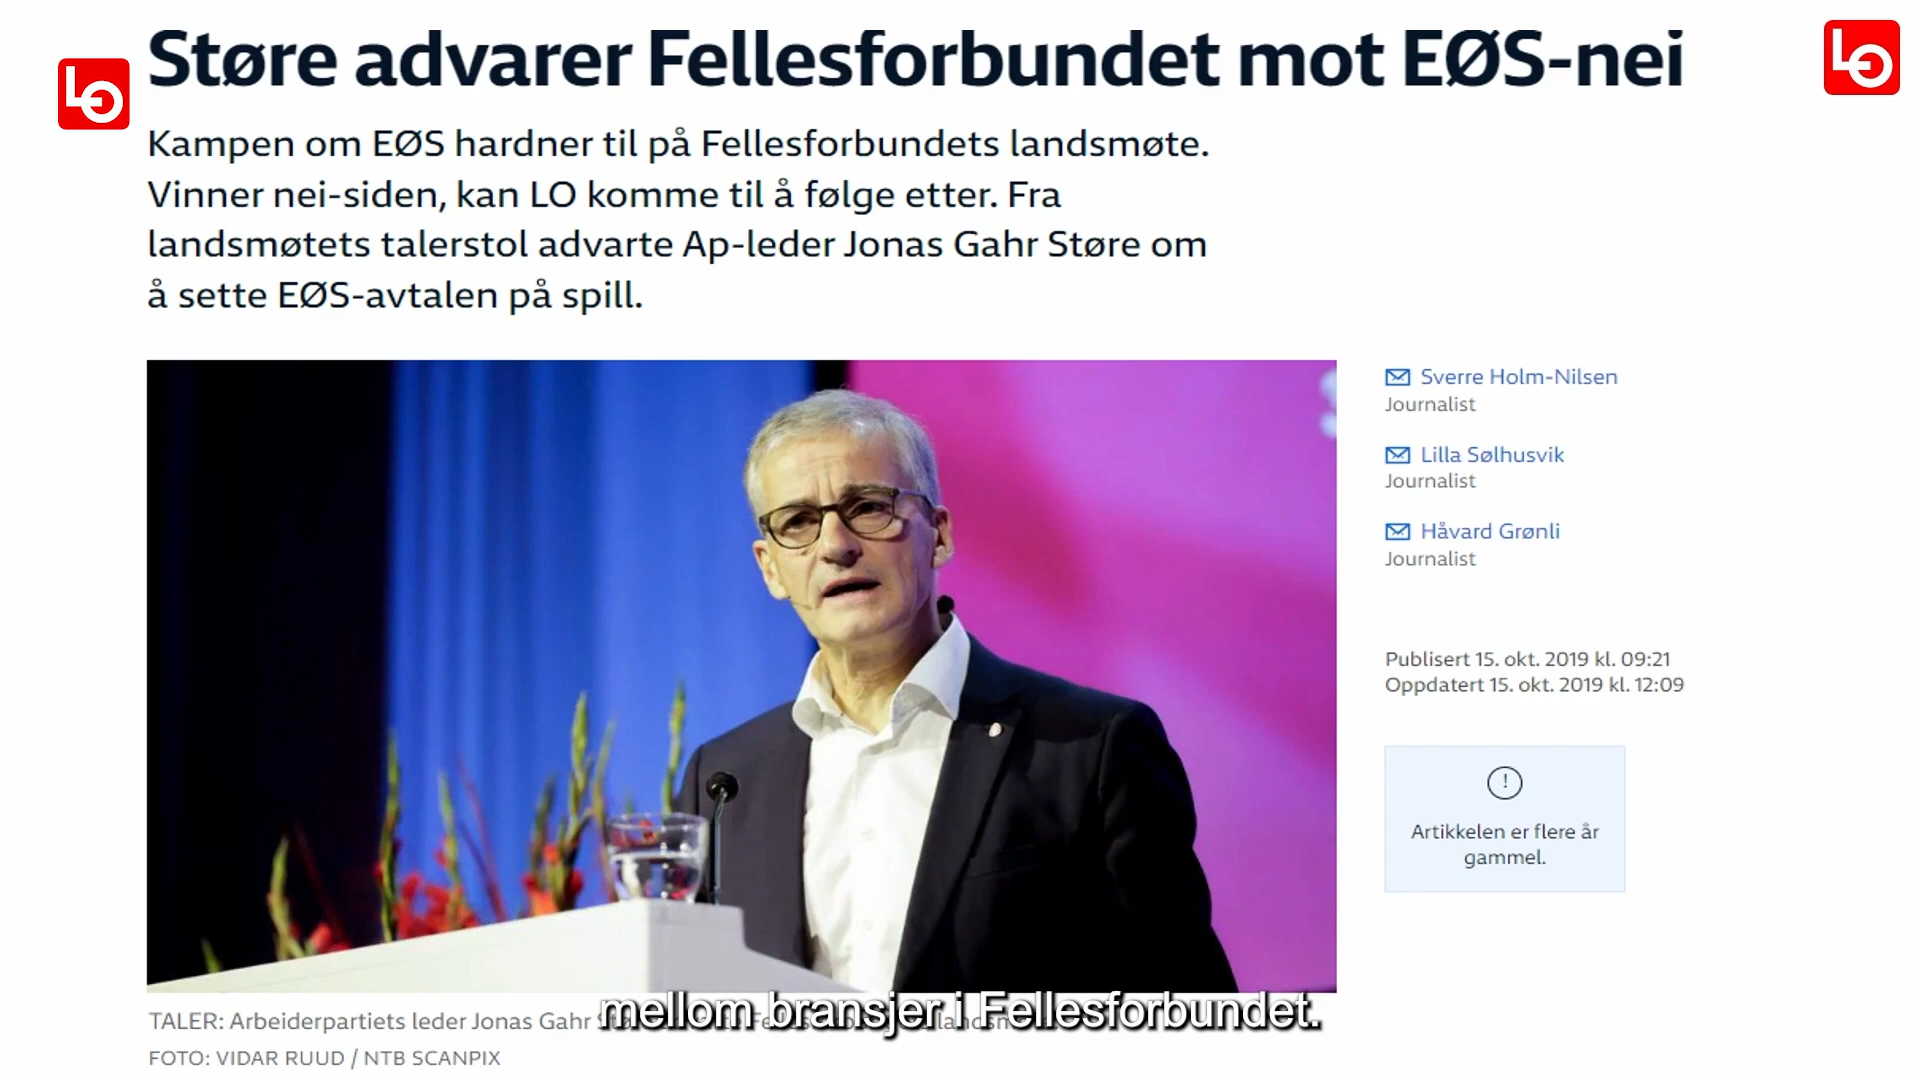 LO
LO
Støre advarer Fellesforbundet mot EØS-nei
Kampen om EØS hardner til på Fellesforbundets landsmøte.
Vinner nei-siden, kan LO komme til å følge etter. Fra
landsmøtets talerstol advarte Ap-leder Jonas Gahr Støre om
å sette EØS-avtalen på spill.
Sverre Holm-Nilsen
Journalist
Lilla Sølhusvik
Journalist
Håvard Grønli
Journalist
Publisert 15. okt. 2019 kl. 09:21
Oppdatert 15. okt. 2019 kl. 12:09
Artikkelen er flere år
gammel.
TALER: Arbeiderpartiets leder Jonas Gahr
mellom bransjer i Fellesforbundet.
FOTO: VIDAR RUUD / NTB SCANPIX